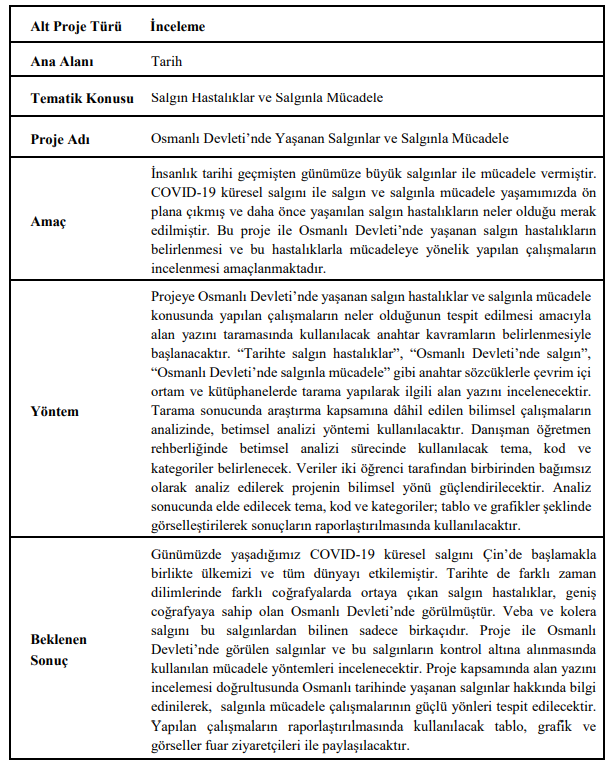 Alt Proje Türü İnceleme
Ana Alanı Tarih
Tematik Konusu Salgın Hastalıklar ve Salgınla Mücadele
Proje Adı Osmanlı Devleti’nde Yaşanan Salgınlar ve Salgınla Mücadele
Amaç
İnsanlık tarihi geçmişten günümüze büyük salgınlar ile mücadele vermiştir.
COVID-19 küresel salgını ile salgın ve salgınla mücadele yaşamımızda ön
plana çıkmış ve daha önce yaşanılan salgın hastalıkların neler olduğu merak
edilmiştir. Bu proje ile Osmanlı Devleti’nde yaşanan salgın hastalıkların
belirlenmesi ve bu hastalıklarla mücadeleye yönelik yapılan çalışmaların
incelenmesi amaçlanmaktadır.
Yöntem
Projeye Osmanlı Devleti’nde yaşanan salgın hastalıklar ve salgınla mücadele
konusunda yapılan çalışmaların neler olduğunun tespit edilmesi amacıyla
alan yazını taramasında kullanılacak anahtar kavramların belirlenmesiyle
başlanacaktır. “Tarihte salgın hastalıklar”, “Osmanlı Devleti’nde salgın”,
“Osmanlı Devleti’nde salgınla mücadele” gibi anahtar sözcüklerle çevrim içi
ortam ve kütüphanelerde tarama yapılarak ilgili alan yazını incelenecektir.
Tarama sonucunda araştırma kapsamına dâhil edilen bilimsel çalışmaların
analizinde, betimsel analizi yöntemi kullanılacaktır. Danışman öğretmen
rehberliğinde betimsel analizi sürecinde kullanılacak tema, kod ve
kategoriler belirlenecek. Veriler iki öğrenci tarafından birbirinden bağımsız
olarak analiz edilerek projenin bilimsel yönü güçlendirilecektir. Analiz
sonucunda elde edilecek tema, kod ve kategoriler; tablo ve grafikler şeklinde
görselleştirilerek sonuçların raporlaştırılmasında kullanılacaktır.
Beklenen
Sonuç
Günümüzde yaşadığımız COVID-19 küresel salgını Çin’de başlamakla
birlikte ülkemizi ve tüm dünyayı etkilemiştir. Tarihte de farklı zaman
dilimlerinde farklı coğrafyalarda ortaya çıkan salgın hastalıklar, geniş
coğrafyaya sahip olan Osmanlı Devleti’nde görülmüştür. Veba ve kolera
salgını bu salgınlardan bilinen sadece birkaçıdır. Proje ile Osmanlı
Devleti’nde görülen salgınlar ve bu salgınların kontrol altına alınmasında
kullanılan mücadele yöntemleri incelenecektir. Proje kapsamında alan yazını
incelemesi doğrultusunda Osmanlı tarihinde yaşanan salgınlar hakkında bilgi
edinilerek, salgınla mücadele çalışmalarının güçlü yönleri tespit edilecektir.
Yapılan çalışmaların raporlaştırılmasında kullanılacak tablo, grafik ve
görseller fuar ziyaretçileri ile paylaşılacaktır.